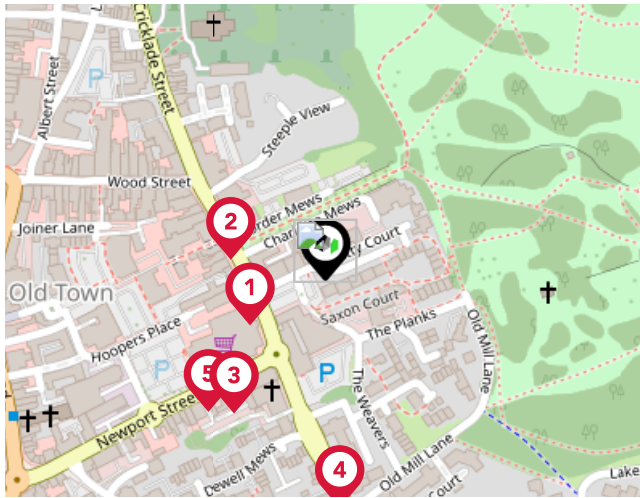 Cricklade Street
Albert Street
P
Steeple View
Wood Street
Joiner Lane
2
Mews
Mews
Court
Old Town
1
Saxon Court
Hoopers Place
The Planks
Old Mill Lane
P
5
3
P
Newport Street
The Weavers
Dewell Mews
4
Old Mill Lane
Court
Lake